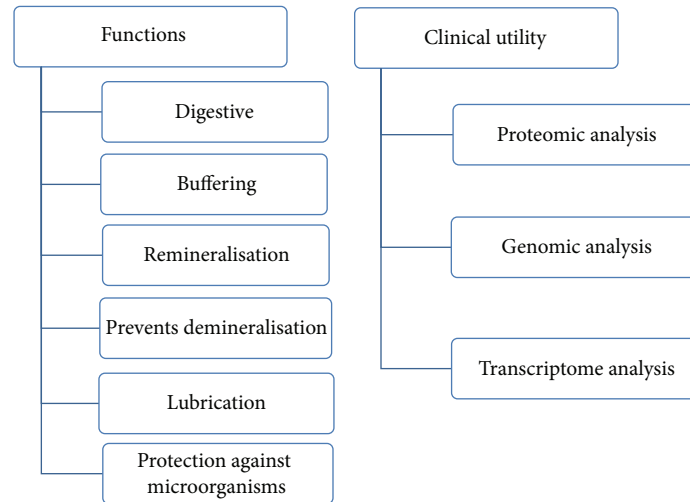 Functions
Digestive
Buffering
Remineralisation
Prevents demineralisation
Lubrication
Protection against
microorganisms
Clinical utility
Proteomic analysis
Genomic analysis
Transcriptome analysis